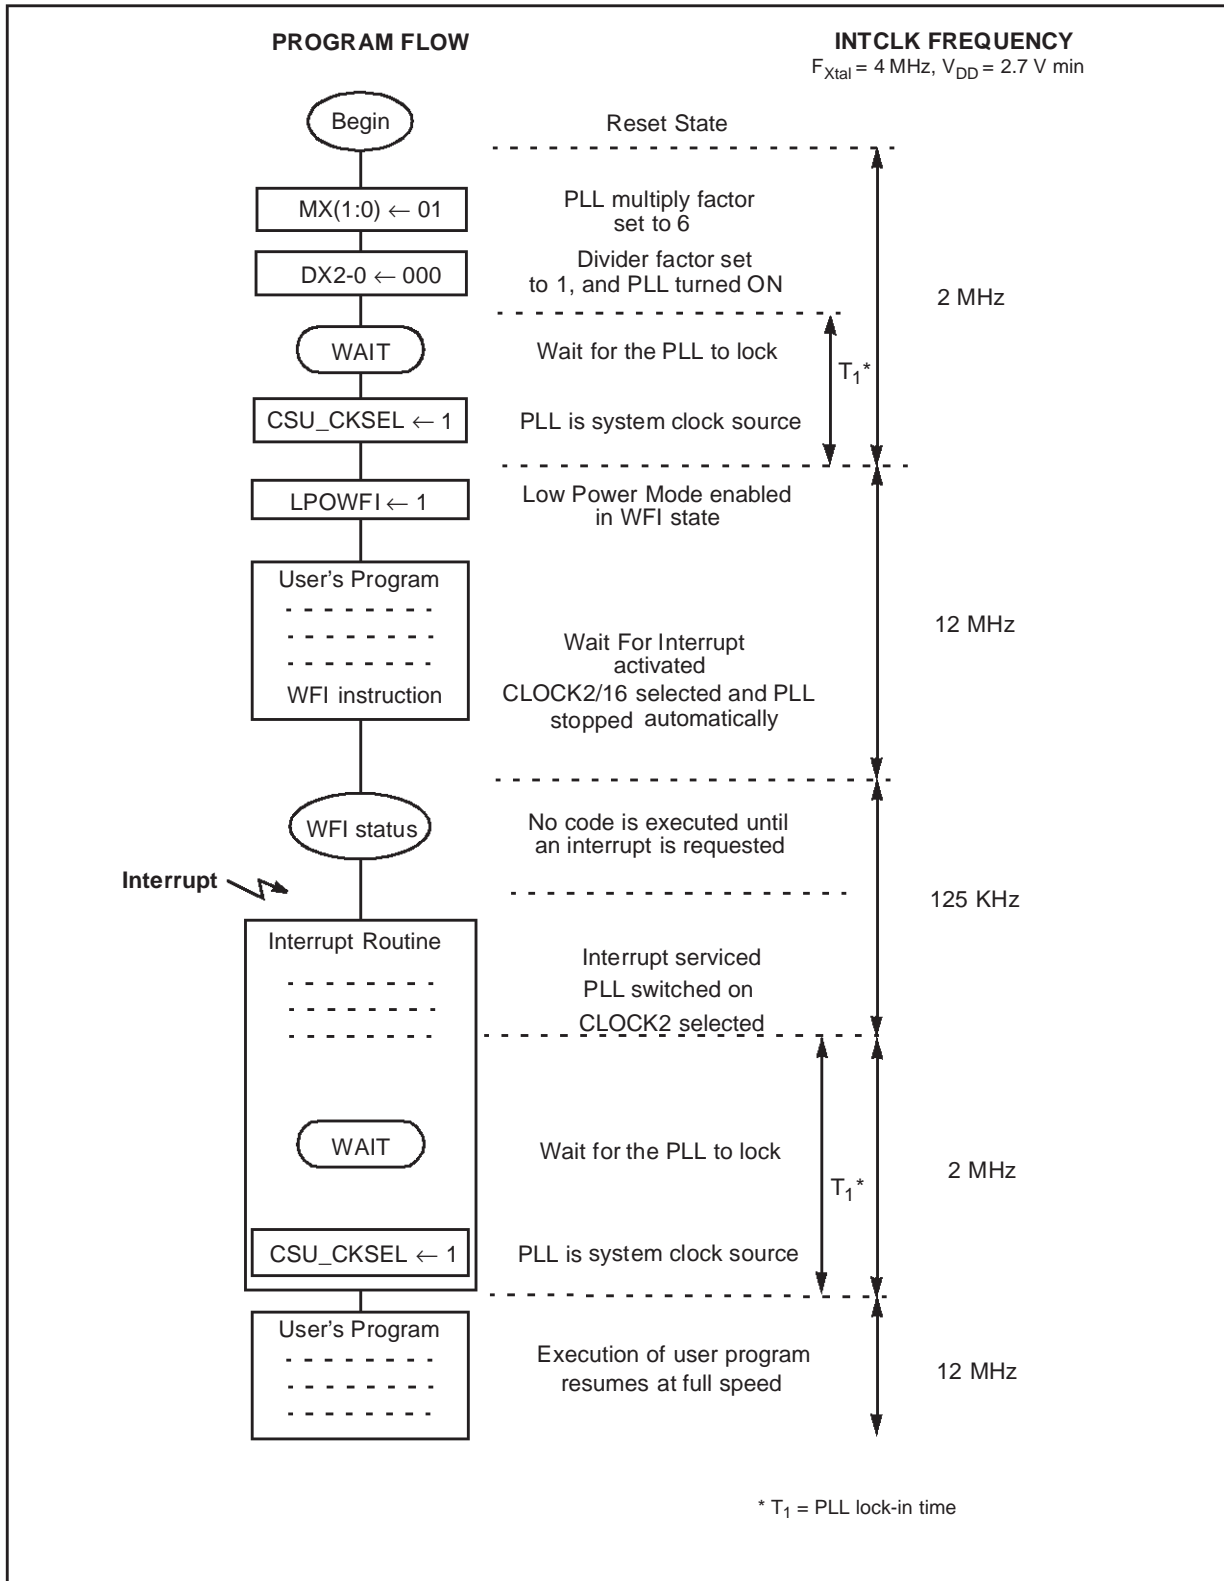 PROGRAM FLOW
INTCLK FREQUENCY
F_Xtal = 4 MHz, V_DD = 2.7 V min
Begin
Reset State
MX(1:0) ← 01
PLL multiply factor
set to 6
DX2-0 ← 000
Divider factor set
to 1, and PLL turned ON
2 MHz
WAIT
Wait for the PLL to lock
T1*
CSU_CKSEL ← 1
PLL is system clock source
LPOWFI ← 1
Low Power Mode enabled
in WFI state
User's Program
WFI instruction
12 MHz
Wait For Interrupt
activated
CLOCK2/16 selected and PLL
stopped automatically
WFI status
No code is executed until
an interrupt is requested
Interrupt
125 KHz
Interrupt Routine
Interrupt serviced
PLL switched on
CLOCK2 selected
WAIT
Wait for the PLL to lock
T1*
2 MHz
CSU_CKSEL ← 1
PLL is system clock source
User's Program
Execution of user program
resumes at full speed
12 MHz
* T1 = PLL lock-in time